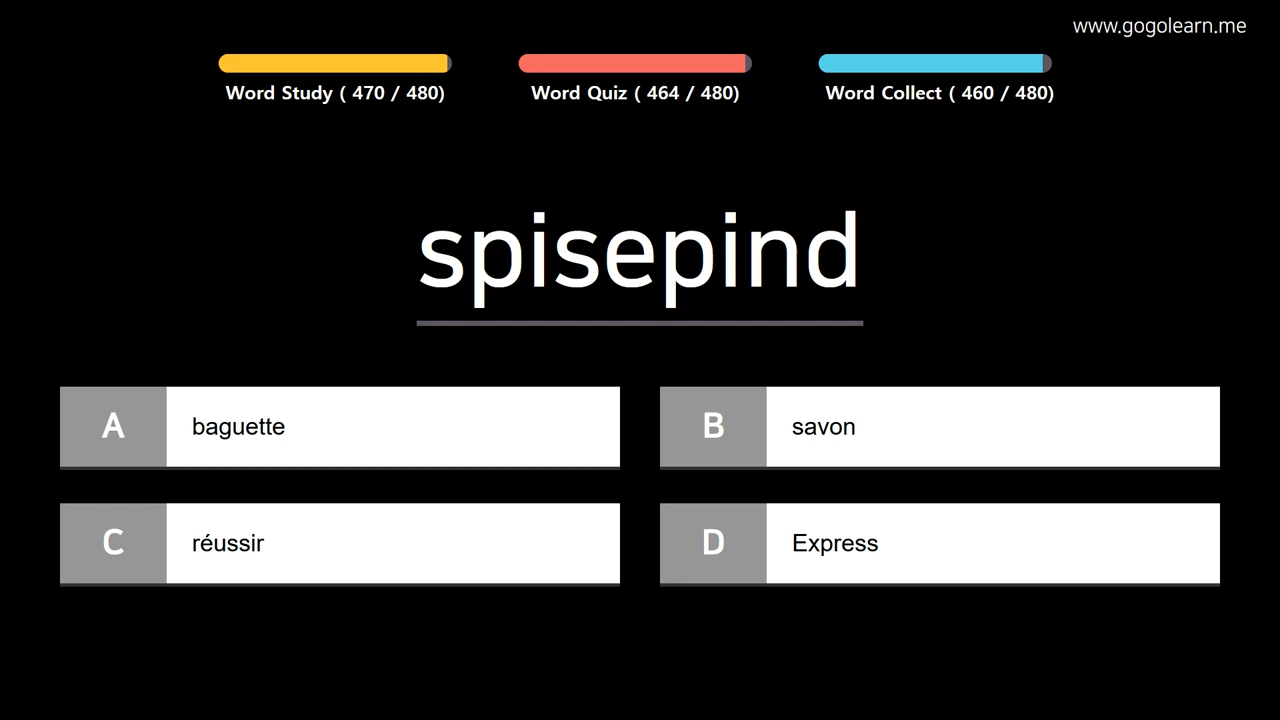 www.gogolearn.me
Word Study ( 470 / 480)
Word Quiz ( 464 / 480)
Word Collect ( 460 / 480)
spisepind
A baguette
B savon
C réussir
D Express